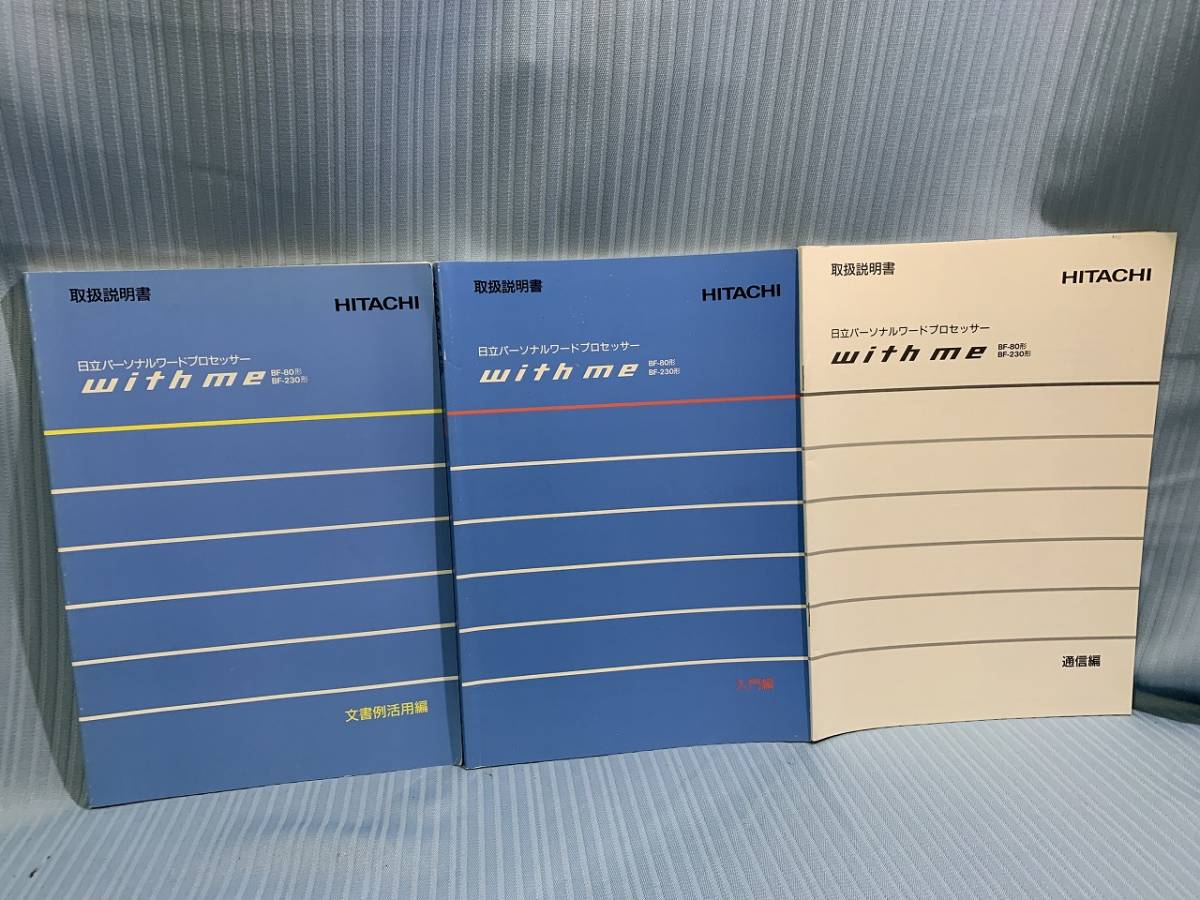 取扱説明書
HITACHI
日立パーソナルワードプロセッサー
with me BF-80形
BF-230形
文書例活用編
取扱説明書
HITACHI
日立パーソナルワードプロセッサー
with me BF-80形
BF-230形
入門編
取扱説明書
HITACHI
日立パーソナルワードプロセッサー
with me BF-80形
BF-230形
通信編